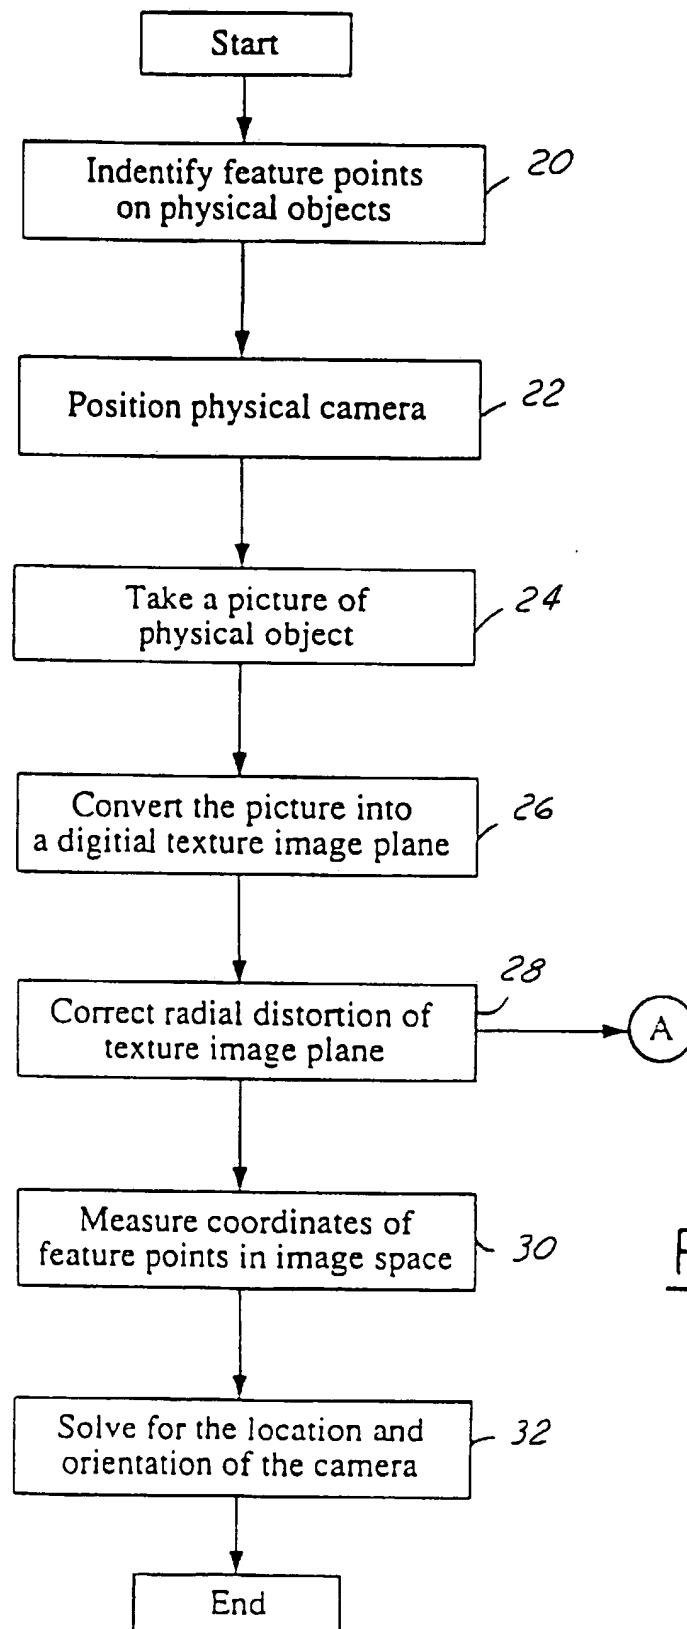 Start
Indentify feature points
on physical objects
20
Position physical camera
22
Take a picture of
physical object
24
Convert the picture into
a digitial texture image plane
26
28
Correct radial distortion of
texture image plane
A
Measure coordinates of
feature points in image space
30
Solve for the location and
orientation of the camera
32
End